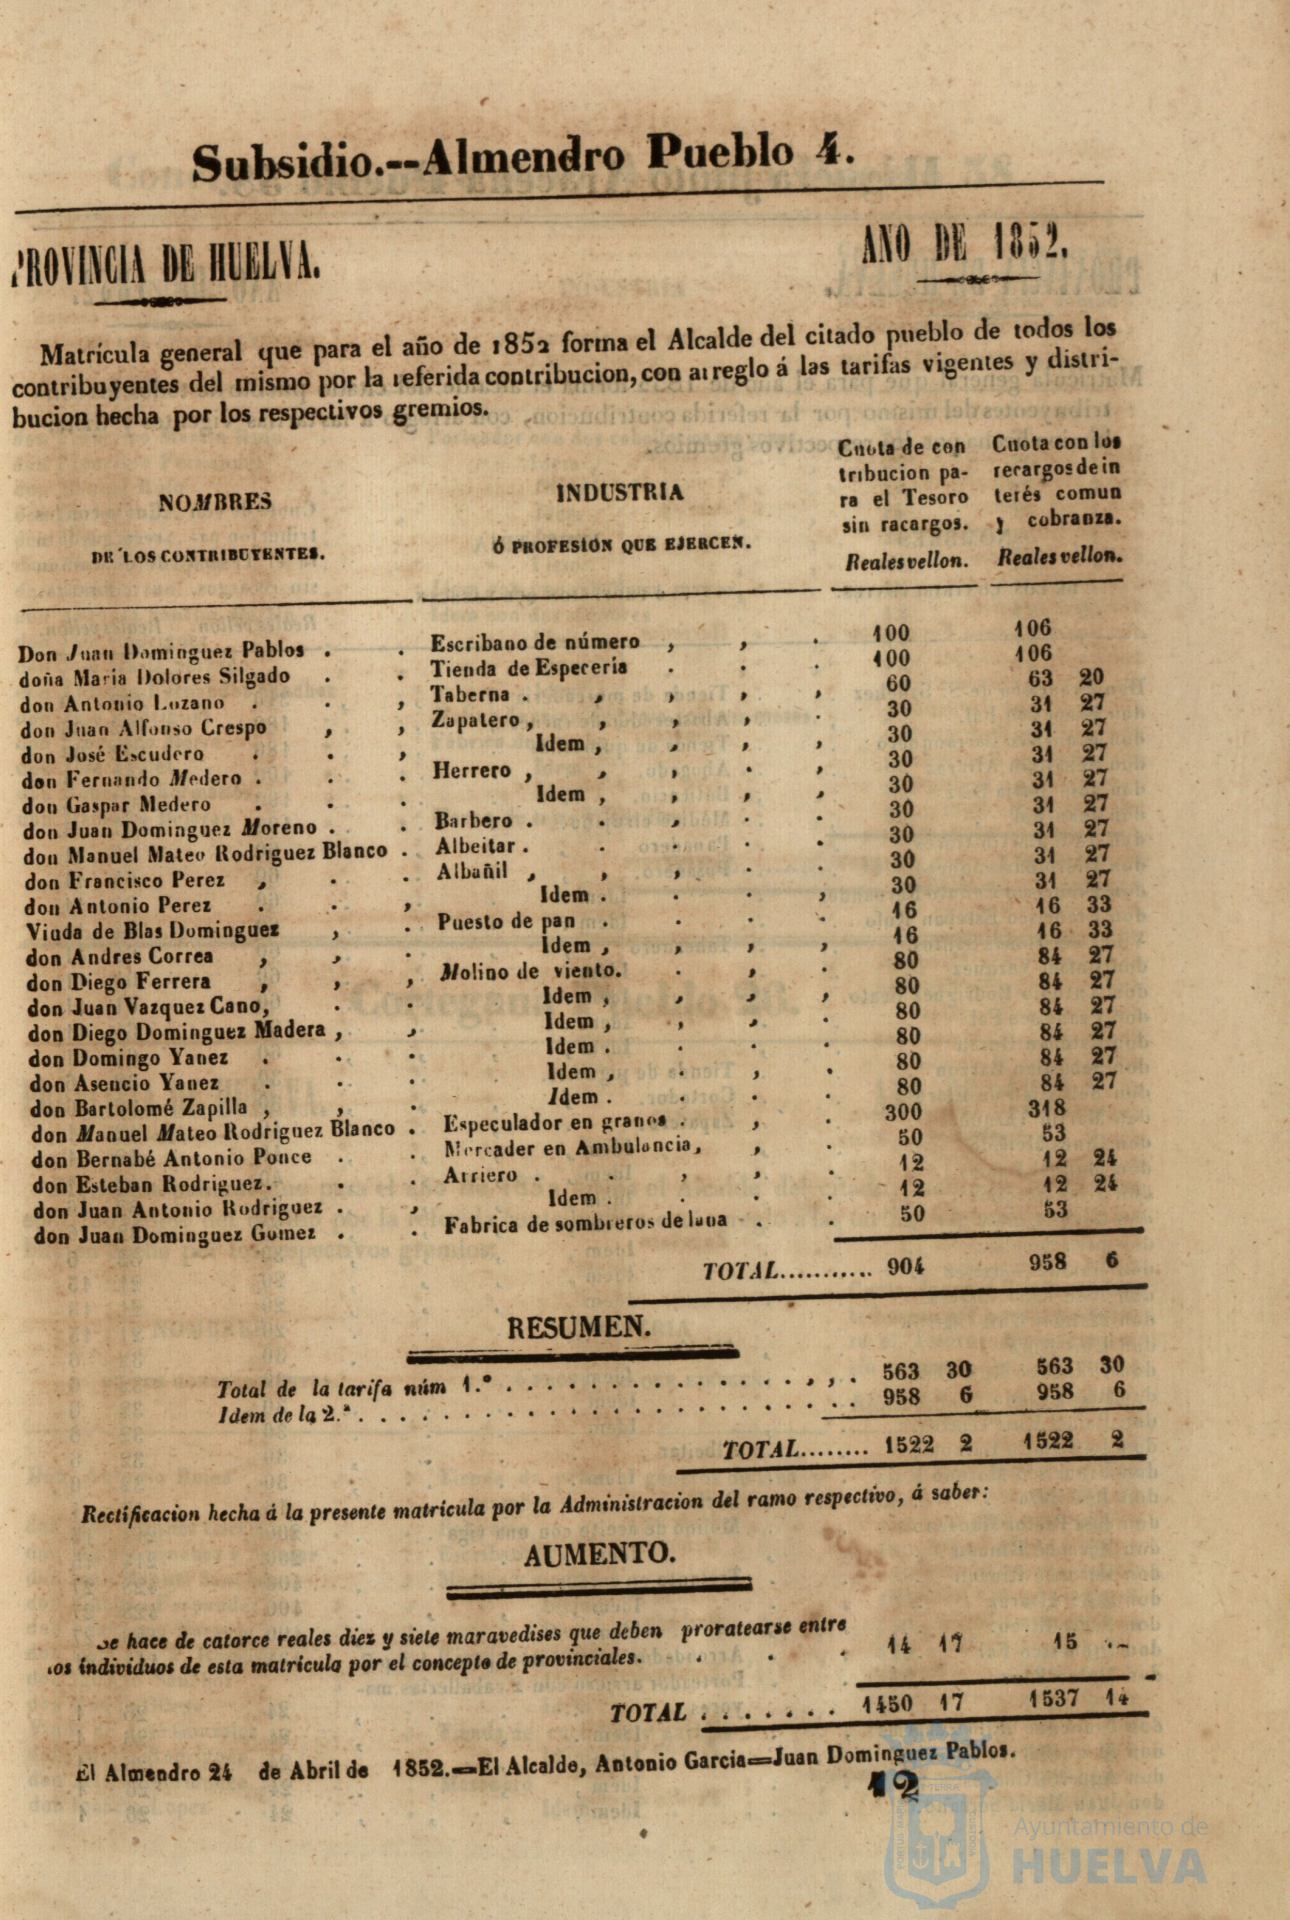 Subsidio.--Almendro Pueblo 4.
PROVINCIA DE HUELVA.
AÑO DE 1852.
Matrícula general que para el año de 1852 forma el Alcalde del citado pueblo de todos los
contribuyentes del mismo por la referida contribucion, con arreglo á las tarifas vigentes y distri-
bucion hecha por los respectivos gremios.
NOMBRES
DE LOS CONTRIBUYENTES.
INDUSTRIA
Ó PROFESION QUE EJERCEN.
Cuota de con
tribucion pa-
ra el Tesoro
sin racargos.
Reales vellon.
Cuota con los
recargos de in
terés comun
y cobranza.
Reales vellon.
Don Juan Dominguez Pablos . . Escribano de número , , . 100 106
doña Maria Dolores Silgado . . Tienda de Especería . . . 100 106
don Antonio Lozano . . , Taberna . , , , , 60 63 20
don Juan Alfonso Crespo , , Zapatero , , , , . 30 31 27
don José Escudero . . , Idem , , , , 30 31 27
don Fernando Medero . . . Herrero , , , . , 30 31 27
don Gaspar Medero . . . Idem , , , , 30 31 27
don Juan Dominguez Moreno . . Barbero . . , . . 30 31 27
don Manuel Mateo Rodriguez Blanco . Albeitar . . . . . 30 31 27
don Francisco Perez , . . Albañil , , , . . 30 31 27
don Antonio Perez . . , Idem . . . , 30 31 27
Viuda de Blas Dominguez , . Puesto de pan . . . . 16 16 33
don Andres Correa , , . Idem , , , , 16 16 33
don Diego Ferrera , , , Molino de viento. . , . 80 84 27
don Juan Vazquez Cano, . . Idem , , , , 80 84 27
don Diego Dominguez Madera , , Idem , , , . 80 84 27
don Domingo Yanez . . . Idem . . . . 80 84 27
don Asencio Yanez . . . Idem , . , . 80 84 27
don Bartolomé Zapilla , , . Idem . . . . 80 84 27
don Manuel Mateo Rodriguez Blanco . Especulador en granos . , . 300 318
don Bernabé Antonio Ponce . . Mercader en Ambulancia, , . 50 53
don Esteban Rodriguez. . . Arriero . . , , . 12 12 24
don Juan Antonio Rodriguez . , Idem . . . . 12 12 24
don Juan Dominguez Gomez . . Fabrica de sombreros de lana . . 50 53
TOTAL........... 904 958 6
RESUMEN.
Total de la tarifa núm 1.ª . . . . . . . . . . . . . . . . , , . 563 30 563 30
Idem de la 2.ª . . . . . . . . . . . . . . . . . . . . . . . 958 6 958 6
TOTAL........ 1522 2 1522 2
Rectificacion hecha á la presente matrícula por la Administracion del ramo respectivo, á saber:
AUMENTO.
Se hace de catorce reales diez y siete maravedises que deben proratearse entre
los individuos de esta matrícula por el concepto de provinciales. . . . 14 17 15 ..
TOTAL . . . . . . . 1450 17 1537 14
El Almendro 24 de Abril de 1852.=El Alcalde, Antonio Garcia=Juan Dominguez Pablos.
12
Ayuntamiento de
HUELVA